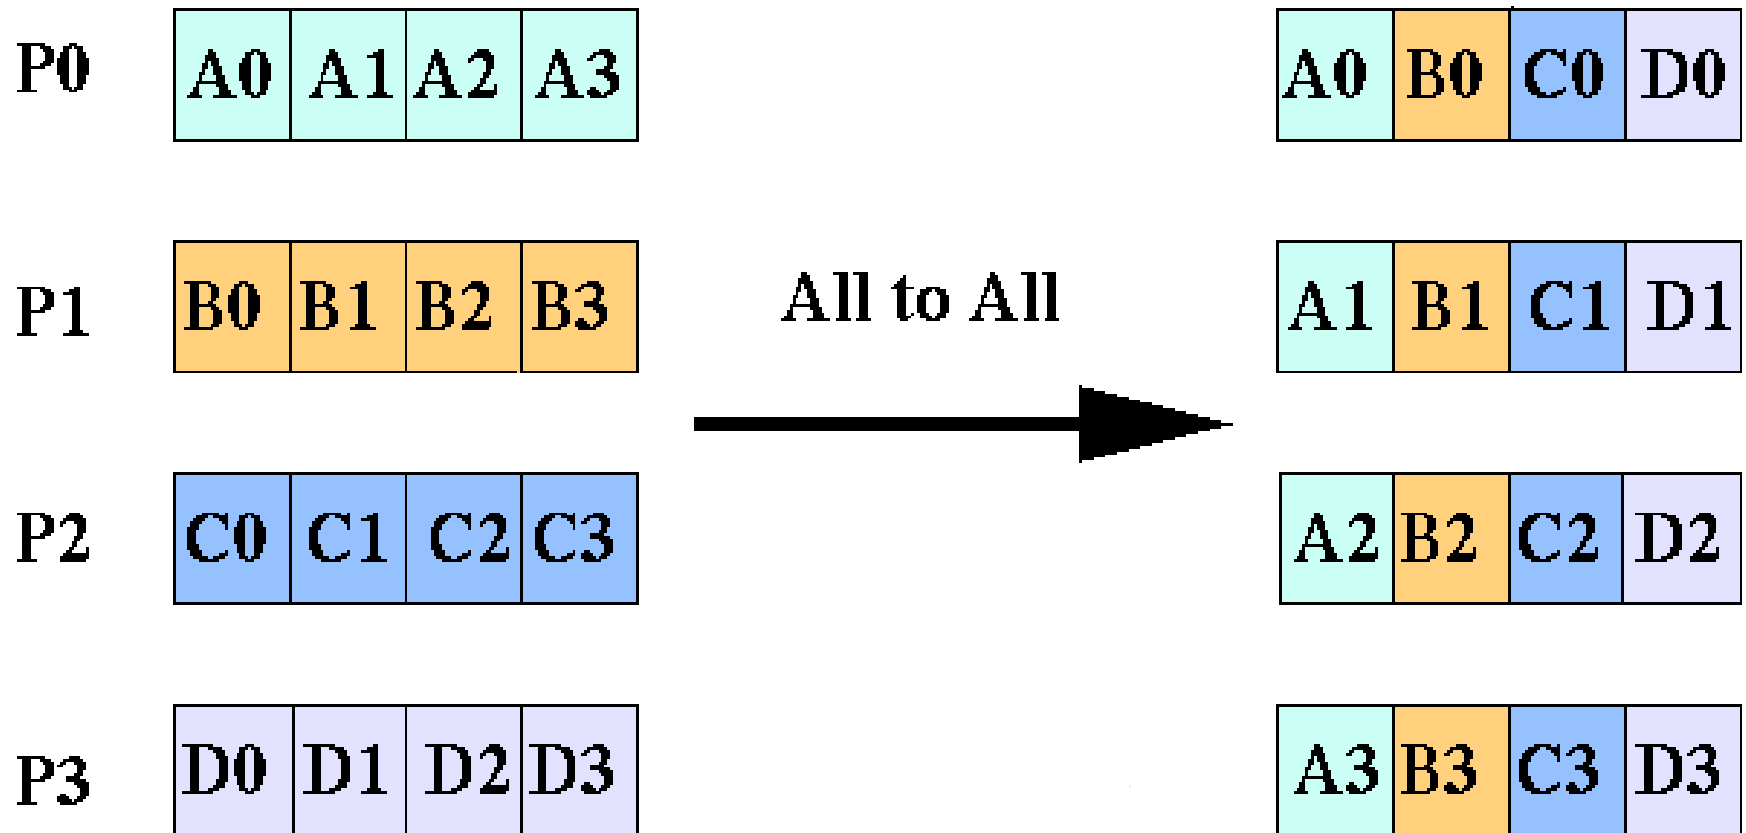 P0 A0 A1 A2 A3 A0 B0 C0 D0
P1 B0 B1 B2 B3 All to All A1 B1 C1 D1
P2 C0 C1 C2 C3 A2 B2 C2 D2
P3 D0 D1 D2 D3 A3 B3 C3 D3